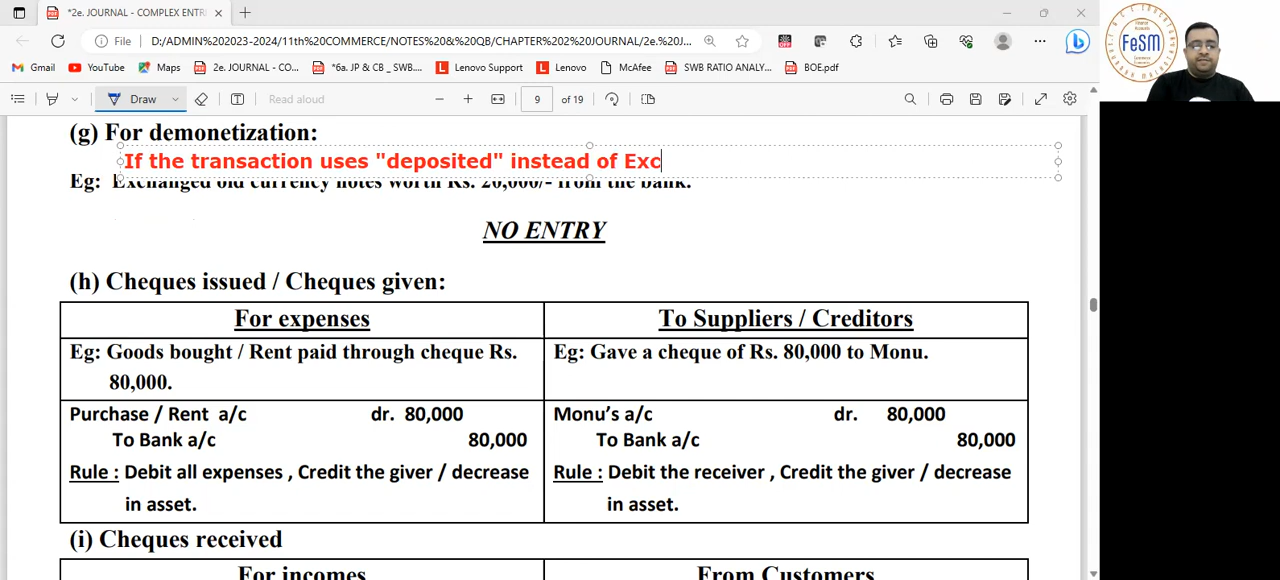 *2e. JOURNAL - COMPLEX ENTR
File
D:/ADMIN%202023-2024/11th%20COMMERCE/NOTES%20&%20QB/CHAPTER%202%20JOURNAL/2e.%20J...
Gmail YouTube Maps 2e. JOURNAL - CO... *6a. JP & CB _ SWB.... Lenovo Support Lenovo McAfee SWB RATIO ANALY... BOE.pdf
Draw Read aloud 9 of 19
FeSM
(g) For demonetization:
If the transaction uses "deposited" instead of Exc
Eg: Exchanged old currency notes worth Rs. 20,000/- from the bank.
NO ENTRY
(h) Cheques issued / Cheques given:
For expenses To Suppliers / Creditors
Eg: Goods bought / Rent paid through cheque Rs.
80,000.
Eg: Gave a cheque of Rs. 80,000 to Monu.
Purchase / Rent a/c dr. 80,000
To Bank a/c 80,000
Rule : Debit all expenses , Credit the giver / decrease
in asset.
Monu's a/c dr. 80,000
To Bank a/c 80,000
Rule : Debit the receiver , Credit the giver / decrease
in asset.
(i) Cheques received
For incomes From Customers